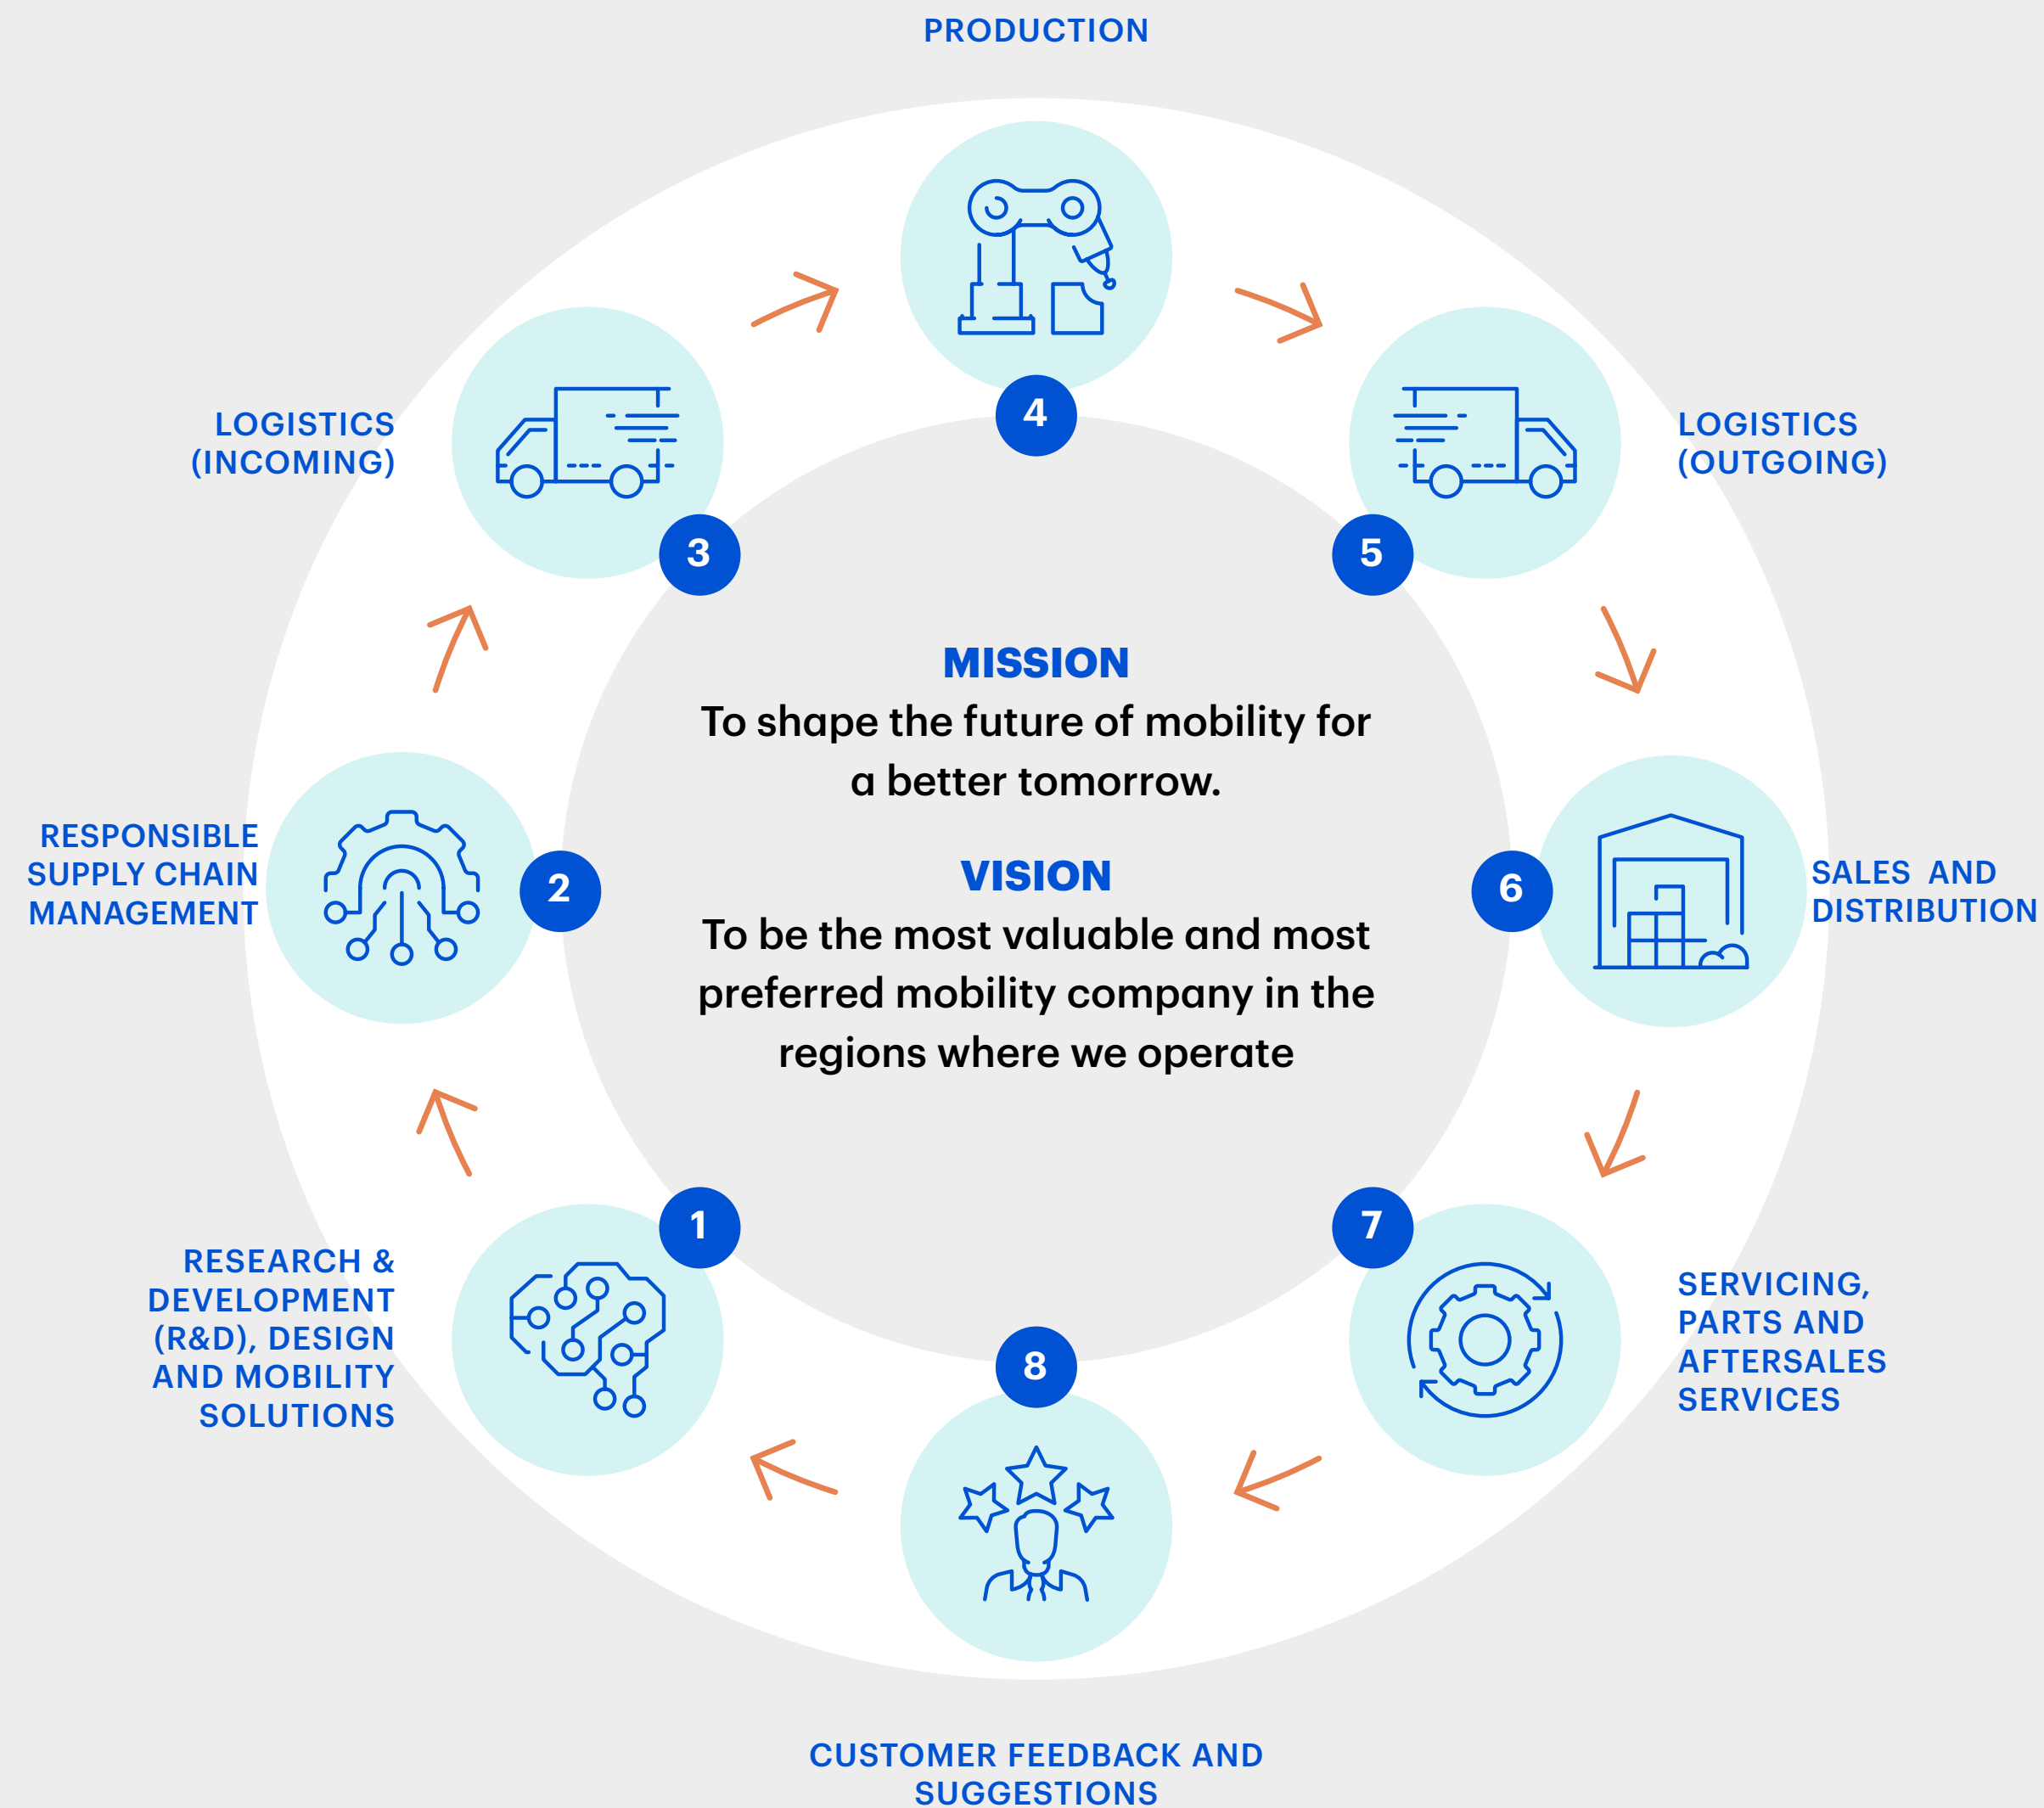 PRODUCTION
4
LOGISTICS
(INCOMING)
3
LOGISTICS
(OUTGOING)
5
MISSION
To shape the future of mobility for
a better tomorrow.
VISION
To be the most valuable and most
preferred mobility company in the
regions where we operate
RESPONSIBLE
SUPPLY CHAIN
MANAGEMENT
2
6
SALES AND
DISTRIBUTION
RESEARCH &
DEVELOPMENT
(R&D), DESIGN
AND MOBILITY
SOLUTIONS
1
7
SERVICING,
PARTS AND
AFTERSALES
SERVICES
8
CUSTOMER FEEDBACK AND
SUGGESTIONS